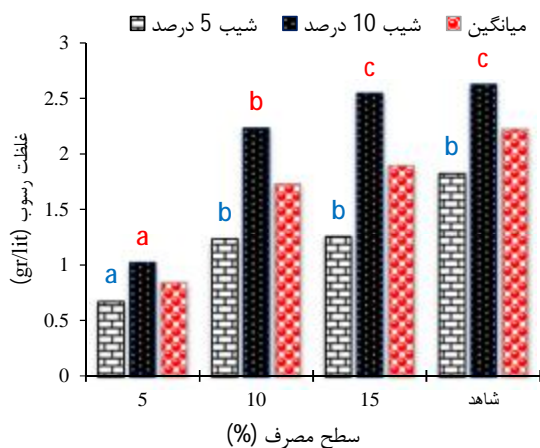 شیب 5 درصد شیب 10 درصد میانگین
3
c
c
2.5
b
2
b
b
b
1.5
a
1
a
0.5
0
غلظت رسوب (gr/lit)
5 10 15 شاهد
سطح مصرف (%)